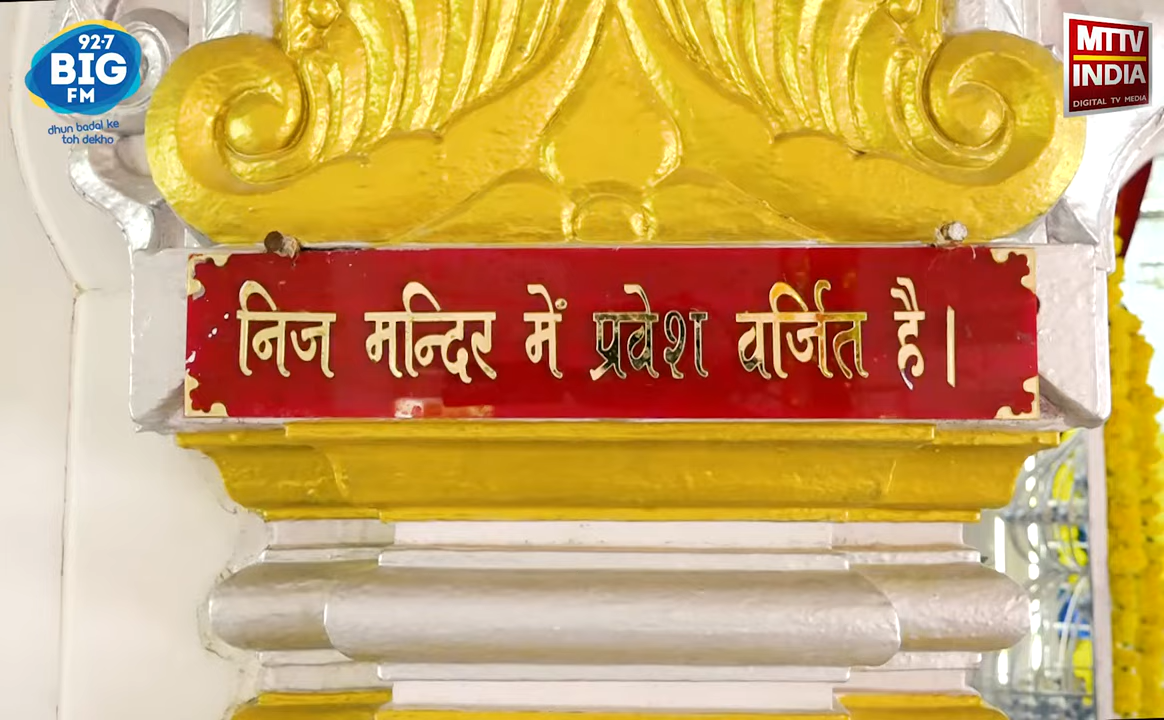 92.7
BIG
FM
dhun badal ke
toh dekho
MTTV
INDIA
DIGITAL TV MEDIA
निज मन्दिर में प्रवेश वर्जित है।